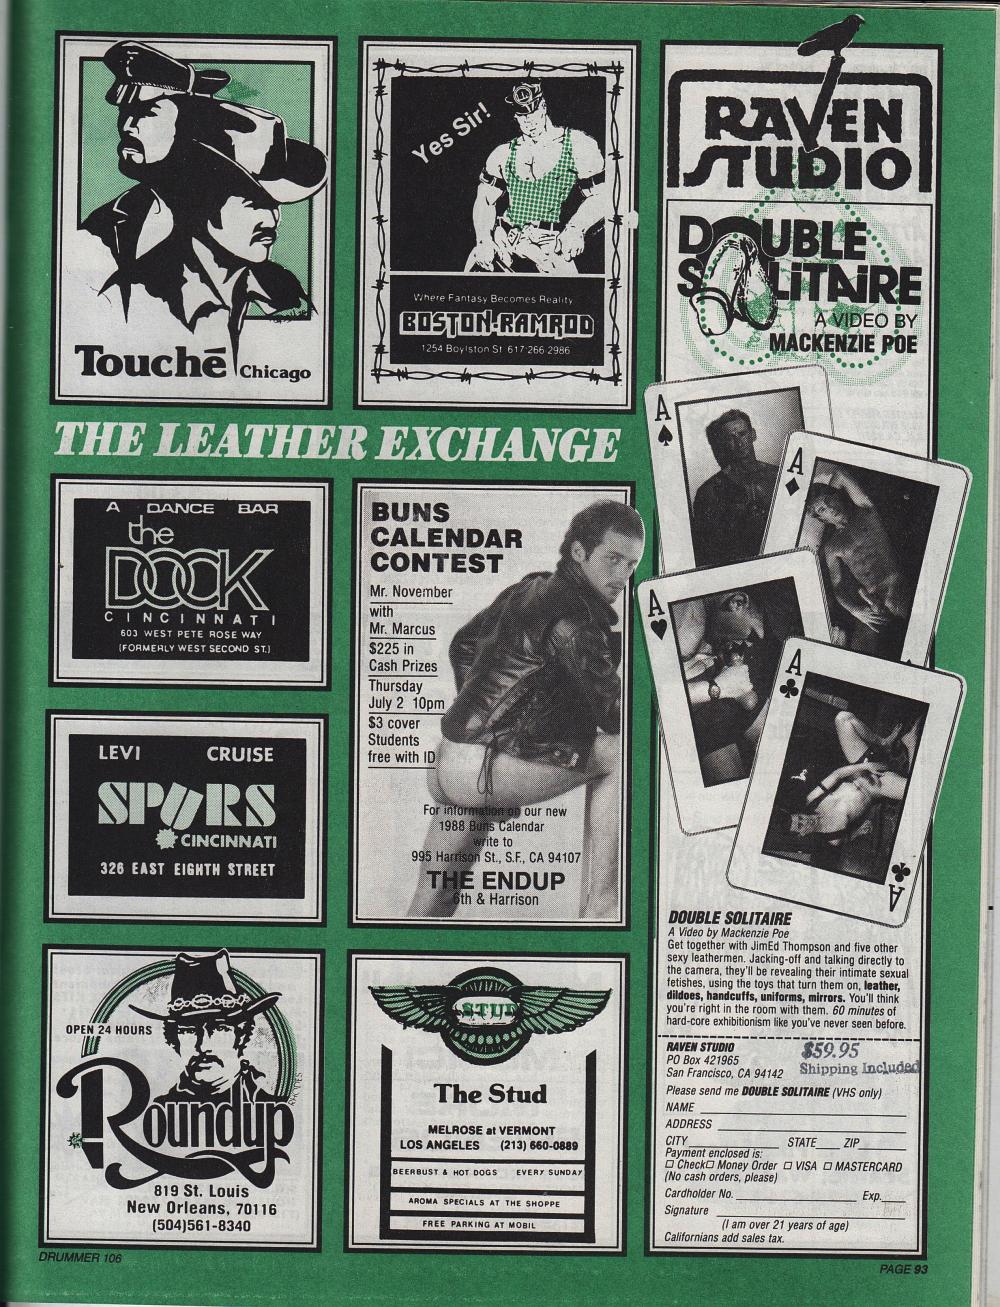 Touché Chicago
Yes Sir!
Where Fantasy Becomes Reality
BOSTON·RAMROD
1254 Boylston St 617·266·2986
RAVEN
STUDIO
DOUBLE
SOLITAIRE
A VIDEO BY
MACKENZIE POE
THE LEATHER EXCHANGE
A DANCE BAR
the
DOCK
CINCINNATI
603 WEST PETE ROSE WAY
(FORMERLY WEST SECOND ST.)
BUNS
CALENDAR
CONTEST
Mr. November
with
Mr. Marcus
$225 in
Cash Prizes
Thursday
July 2 10pm
$3 cover
Students
free with ID
For information on our new
1988 Buns Calendar
write to
995 Harrison St., S.F., CA 94107
THE ENDUP
6th & Harrison
A
A
A
A
A
LEVI CRUISE
SPURS
CINCINNATI
326 EAST EIGHTH STREET
DOUBLE SOLITAIRE
A Video by Mackenzie Poe
Get together with JimEd Thompson and five other
sexy leathermen. Jacking-off and talking directly to
the camera, they'll be revealing their intimate sexual
fetishes, using the toys that turn them on, leather,
dildoes, handcuffs, uniforms, mirrors. You'll think
you're right in the room with them. 60 minutes of
hard-core exhibitionism like you've never seen before.
RAVEN STUDIO
PO Box 421965
San Francisco, CA 94142
$59.95
Shipping Included
Please send me DOUBLE SOLITAIRE (VHS only)
NAME
ADDRESS
CITY STATE ZIP
Payment enclosed is:
☐ Check ☐ Money Order ☐ VISA ☐ MASTERCARD
(No cash orders, please)
Cardholder No. Exp.
Signature
(I am over 21 years of age)
Californians add sales tax.
OPEN 24 HOURS
Roundup
RHODES
819 St. Louis
New Orleans, 70116
(504)561-8340
STUD
The Stud
MELROSE at VERMONT
LOS ANGELES (213) 660-0889
BEERBUST & HOT DOGS EVERY SUNDAY
AROMA SPECIALS AT THE SHOPPE
FREE PARKING AT MOBIL
DRUMMER 106
PAGE 93